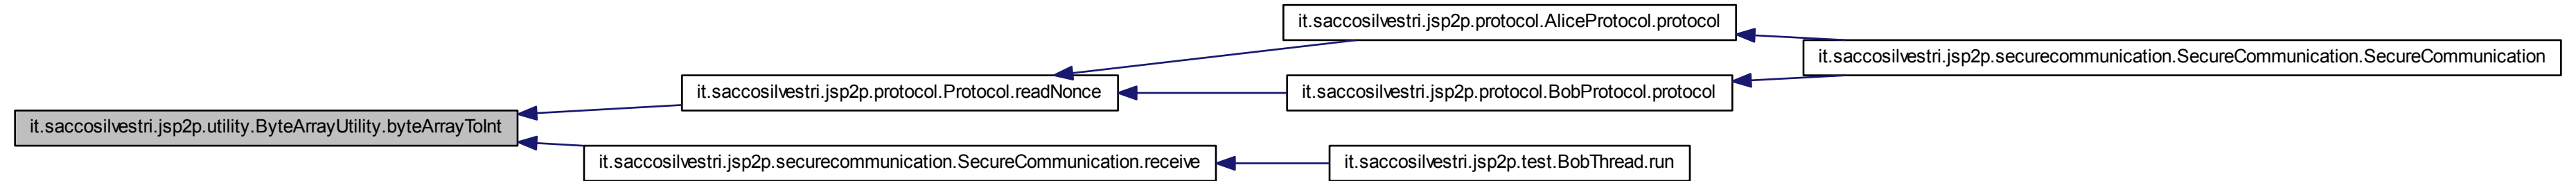 it.saccosilvestri.jsp2p.protocol.AliceProtocol.protocol
it.saccosilvestri.jsp2p.securecommunication.SecureCommunication.SecureCommunication
it.saccosilvestri.jsp2p.protocol.Protocol.readNonce
it.saccosilvestri.jsp2p.protocol.BobProtocol.protocol
it.saccosilvestri.jsp2p.utility.ByteArrayUtility.byteArrayToInt
it.saccosilvestri.jsp2p.securecommunication.SecureCommunication.receive
it.saccosilvestri.jsp2p.test.BobThread.run